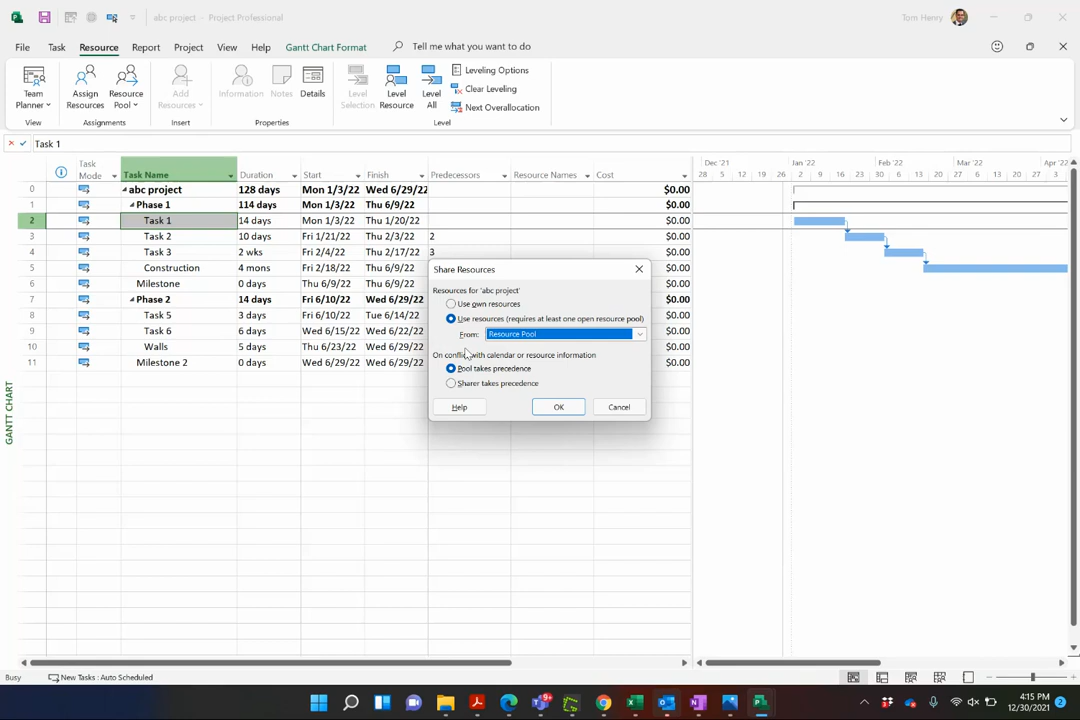 abc project - Project Professional
Tom Henry
File Task Resource Report Project View Help Gantt Chart Format Tell me what you want to do
Team Planner
Assign Resources
Resource Pool
Add Resources
Information
Notes
Details
Level Selection
Level Resource
Level All
Leveling Options
Clear Leveling
Next Overallocation
View Assignments Insert Properties Level
Task 1
Task Mode Task Name Duration Start Finish Predecessors Resource Names Cost
Dec '21 Jan '22 Feb '22 Mar '22 Apr '22
28 5 12 19 26 2 9 16 23 30 6 13 20 27 6 13 20 27 3
0 abc project 128 days Mon 1/3/22 Wed 6/29/22 $0.00
1 Phase 1 114 days Mon 1/3/22 Thu 6/9/22 $0.00
2 Task 1 14 days Mon 1/3/22 Thu 1/20/22 $0.00
3 Task 2 10 days Fri 1/21/22 Thu 2/3/22 2 $0.00
4 Task 3 2 wks Fri 2/4/22 Thu 2/17/22 3 $0.00
5 Construction 4 mons Fri 2/18/22 Thu 6/9/22 $0.00
6 Milestone 0 days Thu 6/9/22 Thu 6/9/22 $0.00
7 Phase 2 14 days Fri 6/10/22 Wed 6/29/22 $0.00
8 Task 5 3 days Fri 6/10/22 Tue 6/14/22 $0.00
9 Task 6 6 days Wed 6/15/22 Wed 6/22/22 $0.00
10 Walls 5 days Thu 6/23/22 Wed 6/29/22 $0.00
11 Milestone 2 0 days Wed 6/29/22 Wed 6/29/22 $0.00
GANTT CHART
Share Resources
Resources for 'abc project'
Use own resources
Use resources (requires at least one open resource pool)
From: Resource Pool
On conflict with calendar or resource information
Pool takes precedence
Sharer takes precedence
Help OK Cancel
Busy New Tasks : Auto Scheduled
4:15 PM
12/30/2021
2